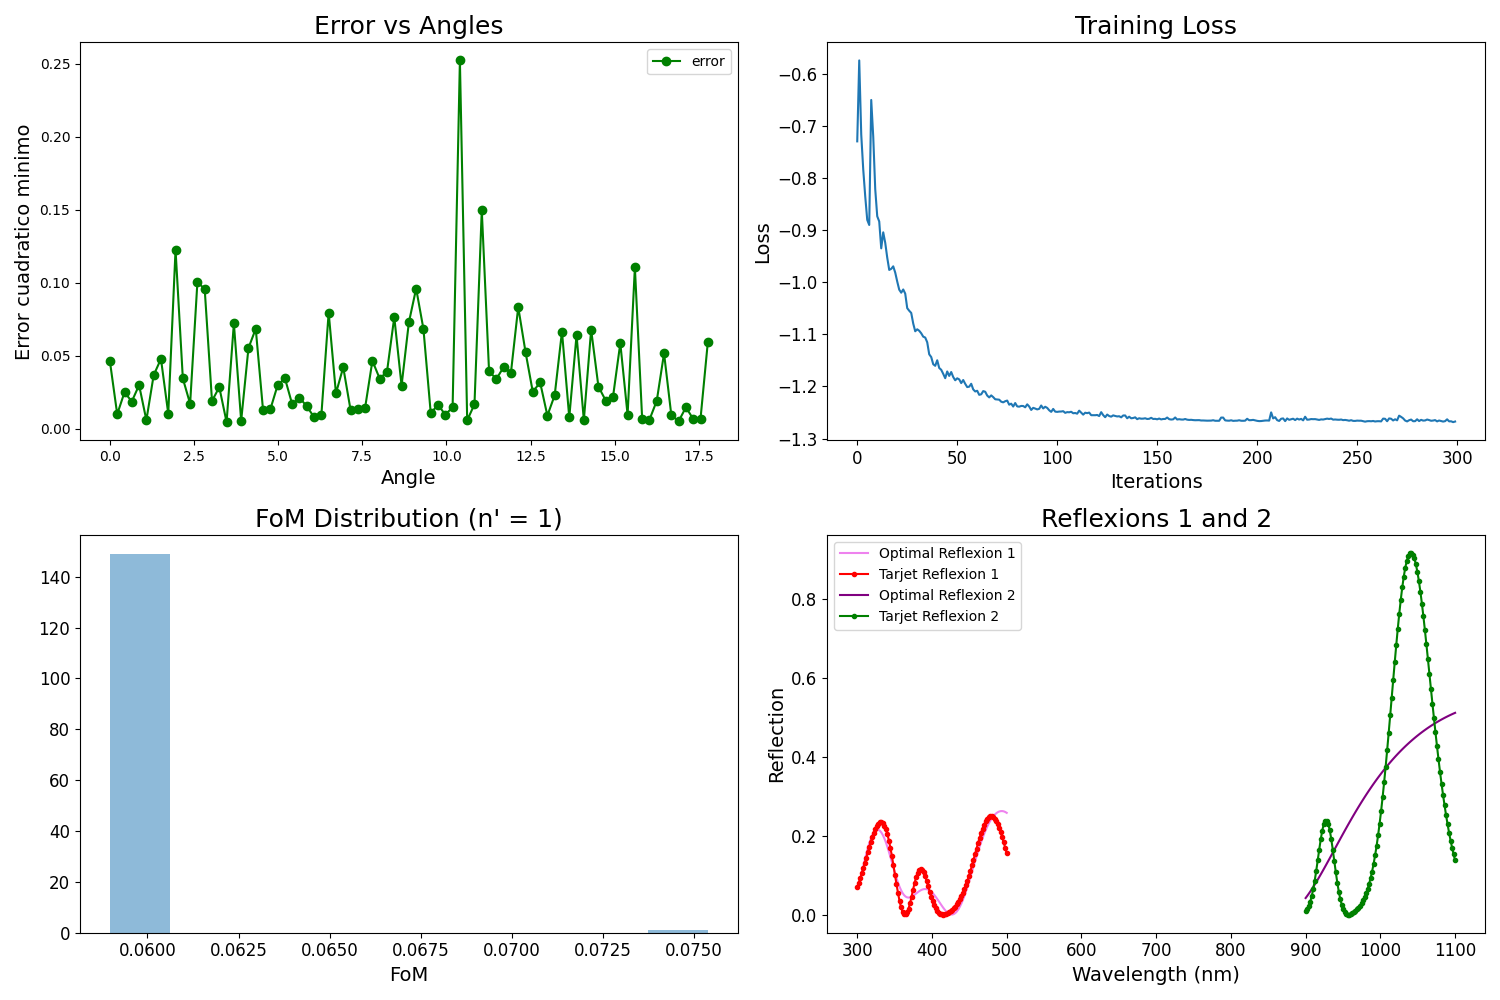 Error vs Angles
error
0.25
0.20
0.15
0.10
0.05
0.00
Error cuadratico minimo
0.0 2.5 5.0 7.5 10.0 12.5 15.0 17.5
Angle
Training Loss
−0.6
−0.7
−0.8
−0.9
−1.0
−1.1
−1.2
−1.3
Loss
0 50 100 150 200 250 300
Iterations
FoM Distribution (n' = 1)
140
120
100
80
60
40
20
0
0.0600 0.0625 0.0650 0.0675 0.0700 0.0725 0.0750
FoM
Reflexions 1 and 2
Optimal Reflexion 1
Tarjet Reflexion 1
Optimal Reflexion 2
Tarjet Reflexion 2
0.8
0.6
0.4
0.2
0.0
Reflection
300 400 500 600 700 800 900 1000 1100
Wavelength (nm)